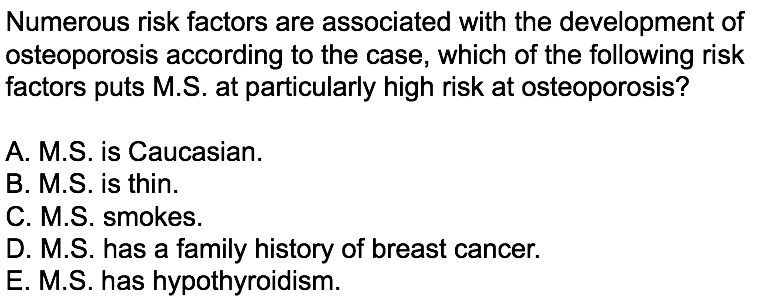 Numerous risk factors are associated with the development of
osteoporosis according to the case, which of the following risk
factors puts M.S. at particularly high risk at osteoporosis?
A. M.S. is Caucasian.
B. M.S. is thin.
C. M.S. smokes.
D. M.S. has a family history of breast cancer.
E. M.S. has hypothyroidism.